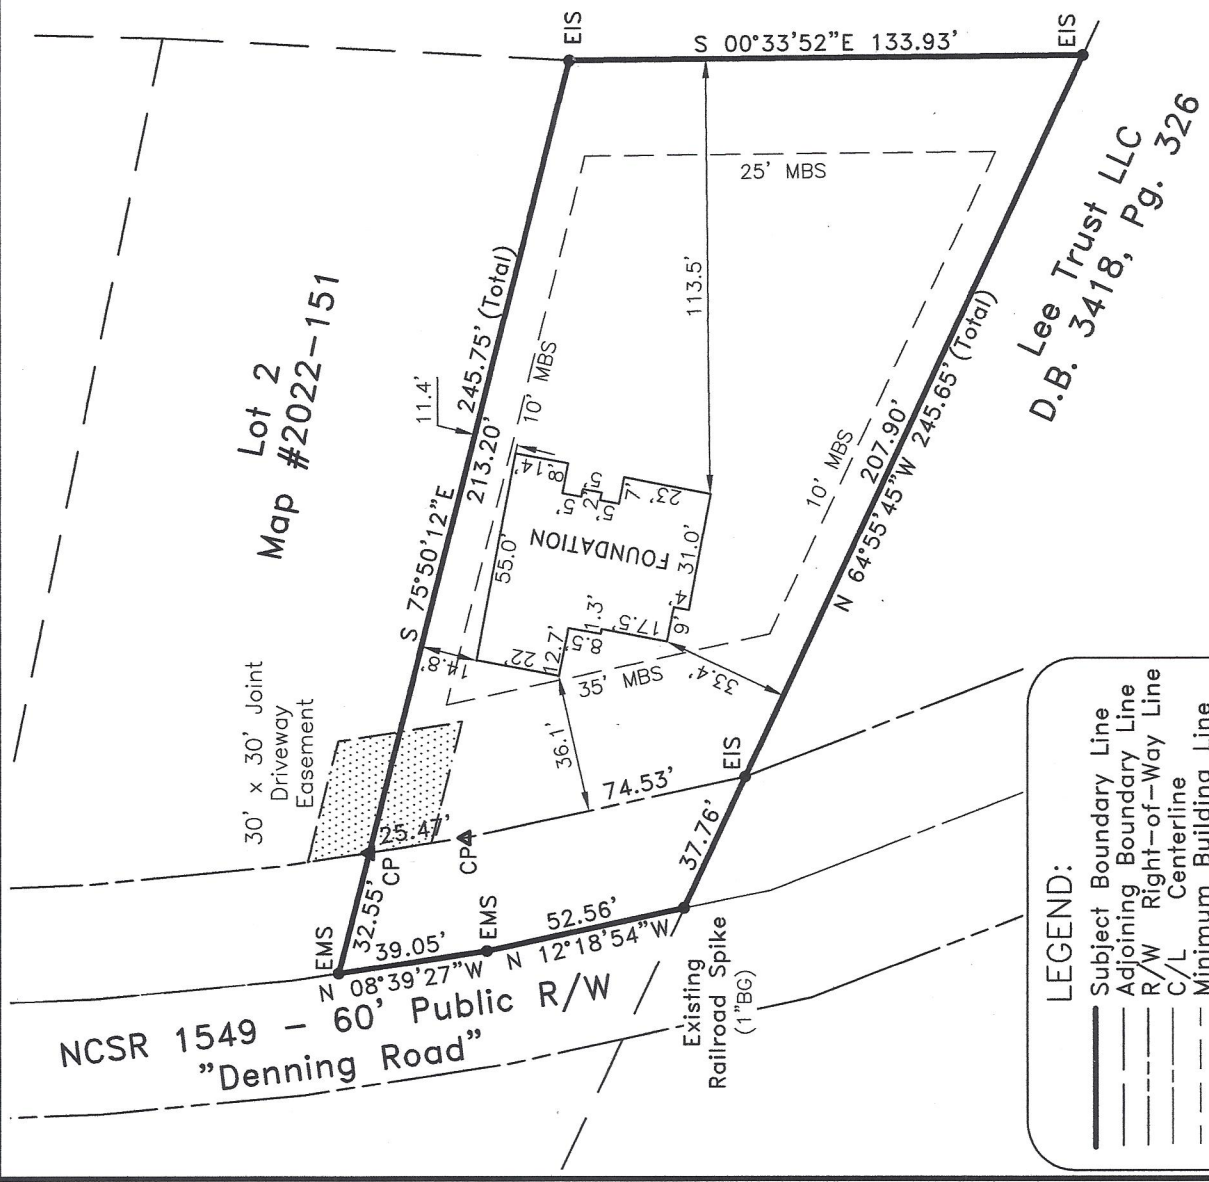 EIS
S 00°33'52"E 133.93'
EIS
Lot 2
Map #2022-151
11.4'
S 75°50'12"E
213.20'
245.75' (Total)
10' MBS
25' MBS
113.5'
Lee Trust LLC
D.B. 3418, Pg. 326
10' MBS
N 64°55'45"W 245.65' (Total)
207.90'
30' x 30' Joint
Driveway
Easement
14.8'
55.0'
8.14'
5'
2'
5'
5'
7'
23'
FOUNDATION
31.0'
4'
9'
17.5'
1.3'
8.5'
12.7'
22'
35' MBS
33.4'
36.1'
74.53'
EIS
25.47'
CP
CP
37.76'
32.55'
EMS
39.05'
N 08°39'27"W
EMS
52.56'
N 12°18'54"W
NCSR 1549 - 60' Public R/W
"Denning Road"
Existing
Railroad Spike
(1"BG)
LEGEND:
Subject Boundary Line
Adjoining Boundary Line
R/W Right-of-Way Line
C/L Centerline
Minimum Building Line